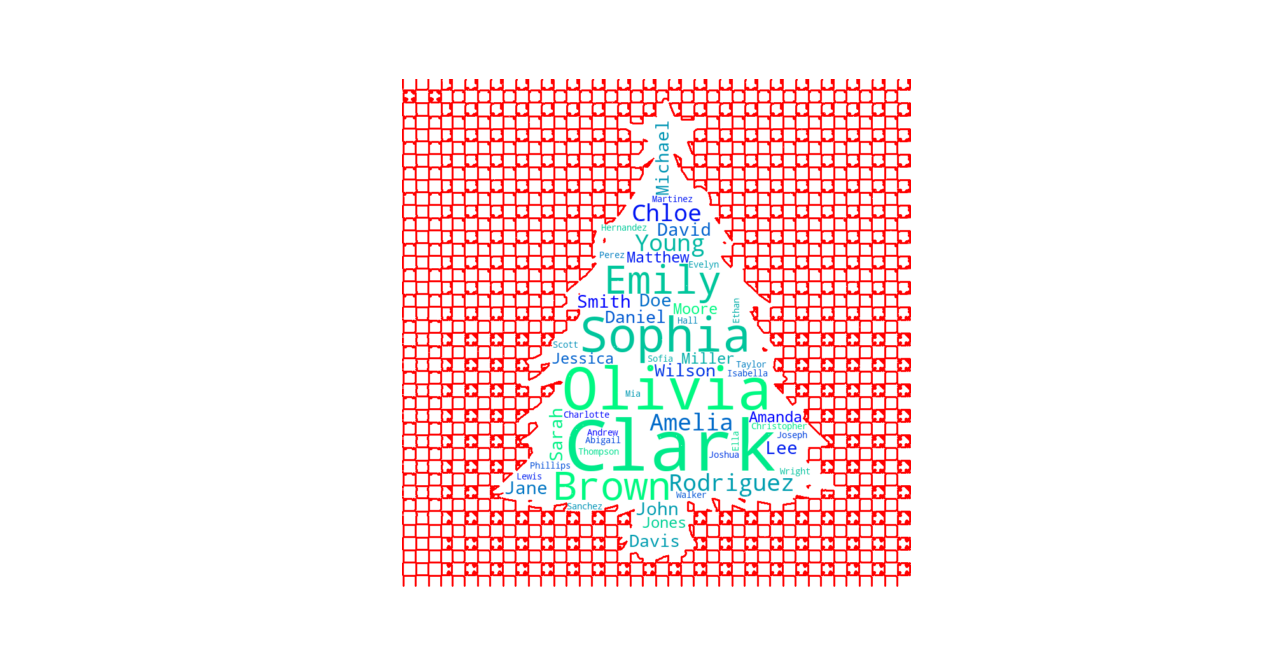 Michael
Martinez
Chloe
Hernandez
David
Young
Perez
Matthew
Evelyn
Emily
Smith
Doe
Ethan
Moore
Daniel
Hall
Sophia
Scott
Jessica
Sofia
Miller
Taylor
Wilson
Isabella
Olivia
Mia
Charlotte
Sarah
Amelia
Amanda
Christopher
Andrew
Joseph
Abigail
Ella
Clark
Thompson
Joshua
Lee
Phillips
Wright
Lewis
Jane
Brown
Rodriguez
Walker
Sanchez
John
Jones
Davis